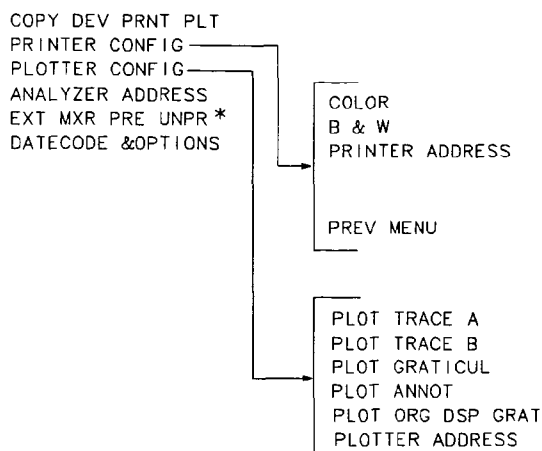 COPY DEV PRNT PLT
PRINTER CONFIG
PLOTTER CONFIG
ANALYZER ADDRESS
EXT MXR PRE UNPR *
DATECODE &OPTIONS
COLOR
B & W
PRINTER ADDRESS
PREV MENU
PLOT TRACE A
PLOT TRACE B
PLOT GRATICUL
PLOT ANNOT
PLOT ORG DSP GRAT
PLOTTER ADDRESS